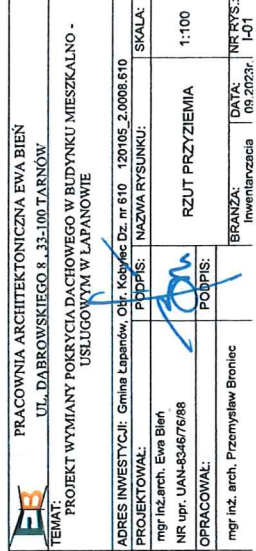 EB
PRACOWNIA ARCHITEKTONICZNA EWA BIEŃ
UL. DĄBROWSKIEGO 8 , 33-100 TARNÓW
TEMAT:
PROJEKT WYMIANY POKRYCIA DACHOWEGO W BUDYNKU MIESZKALNO -
USŁUGOWYM W ŁAPANOWIE
ADRES INWESTYCJI: Gmina Łapanów, Obr. Kobylec Dz. nr 610 120105_2.0008.610
PROJEKTOWAŁ:
PODPIS:
NAZWA RYSUNKU:
SKALA:
mgr inż.arch. Ewa Bień
NR upr. UAN-8346/76/88
RZUT PRZYZIEMIA
1:100
OPRACOWAŁ:
PODPIS:
mgr inż. arch. Przemysław Broniec
BRANŻA:
Inwentaryzacja
DATA:
09.2023r.
NR RYS.:
I-01